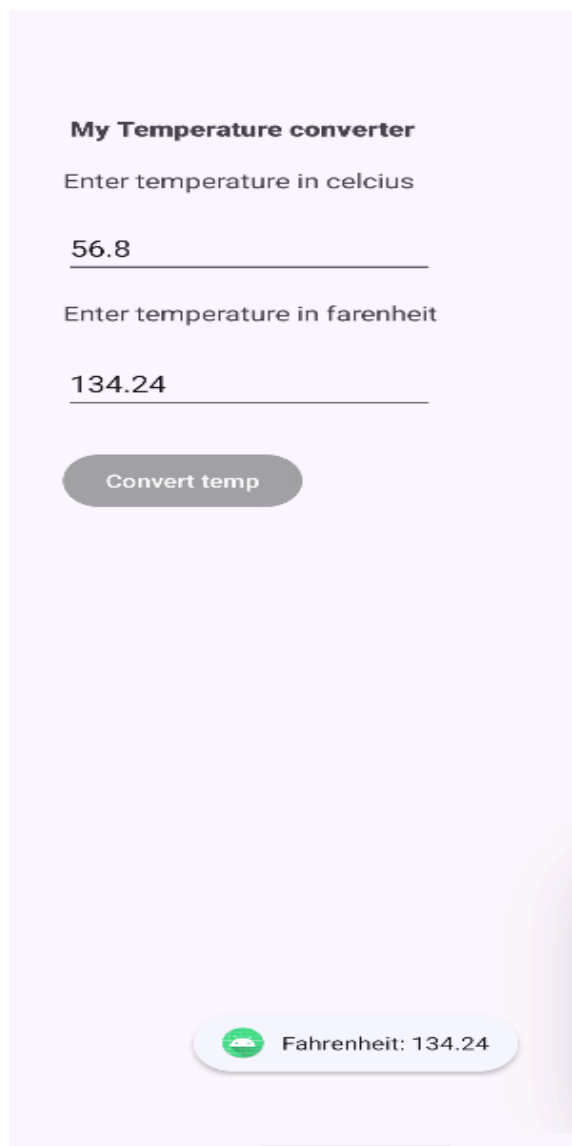 My Temperature converter
Enter temperature in celcius
56.8
Enter temperature in farenheit
134.24
Convert temp
Fahrenheit: 134.24